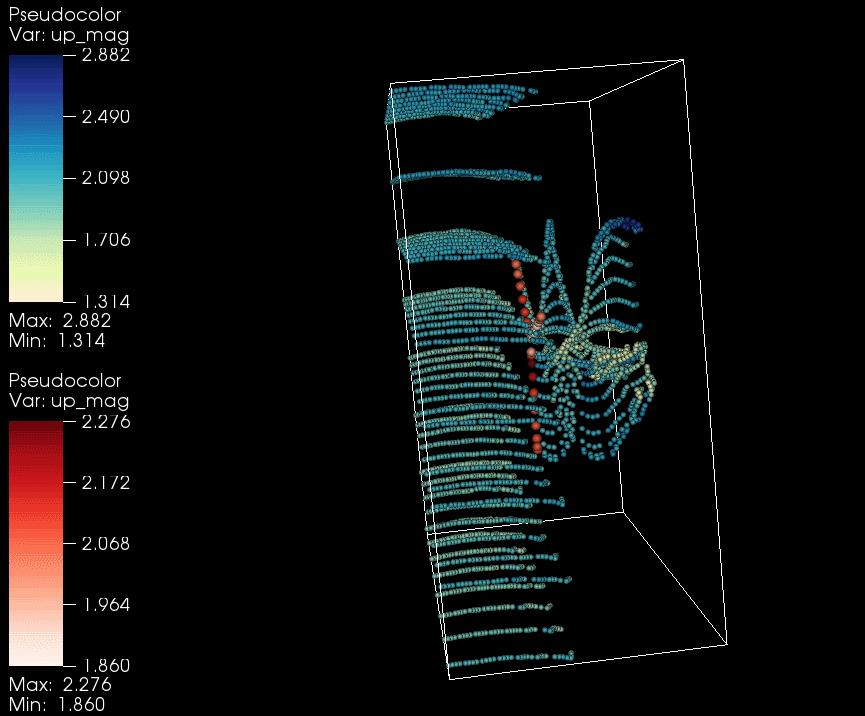 Pseudocolor
Var: up_mag
2.882
2.490
2.098
1.706
1.314
Max: 2.882
Min: 1.314
Pseudocolor
Var: up_mag
2.276
2.172
2.068
1.964
1.860
Max: 2.276
Min: 1.860